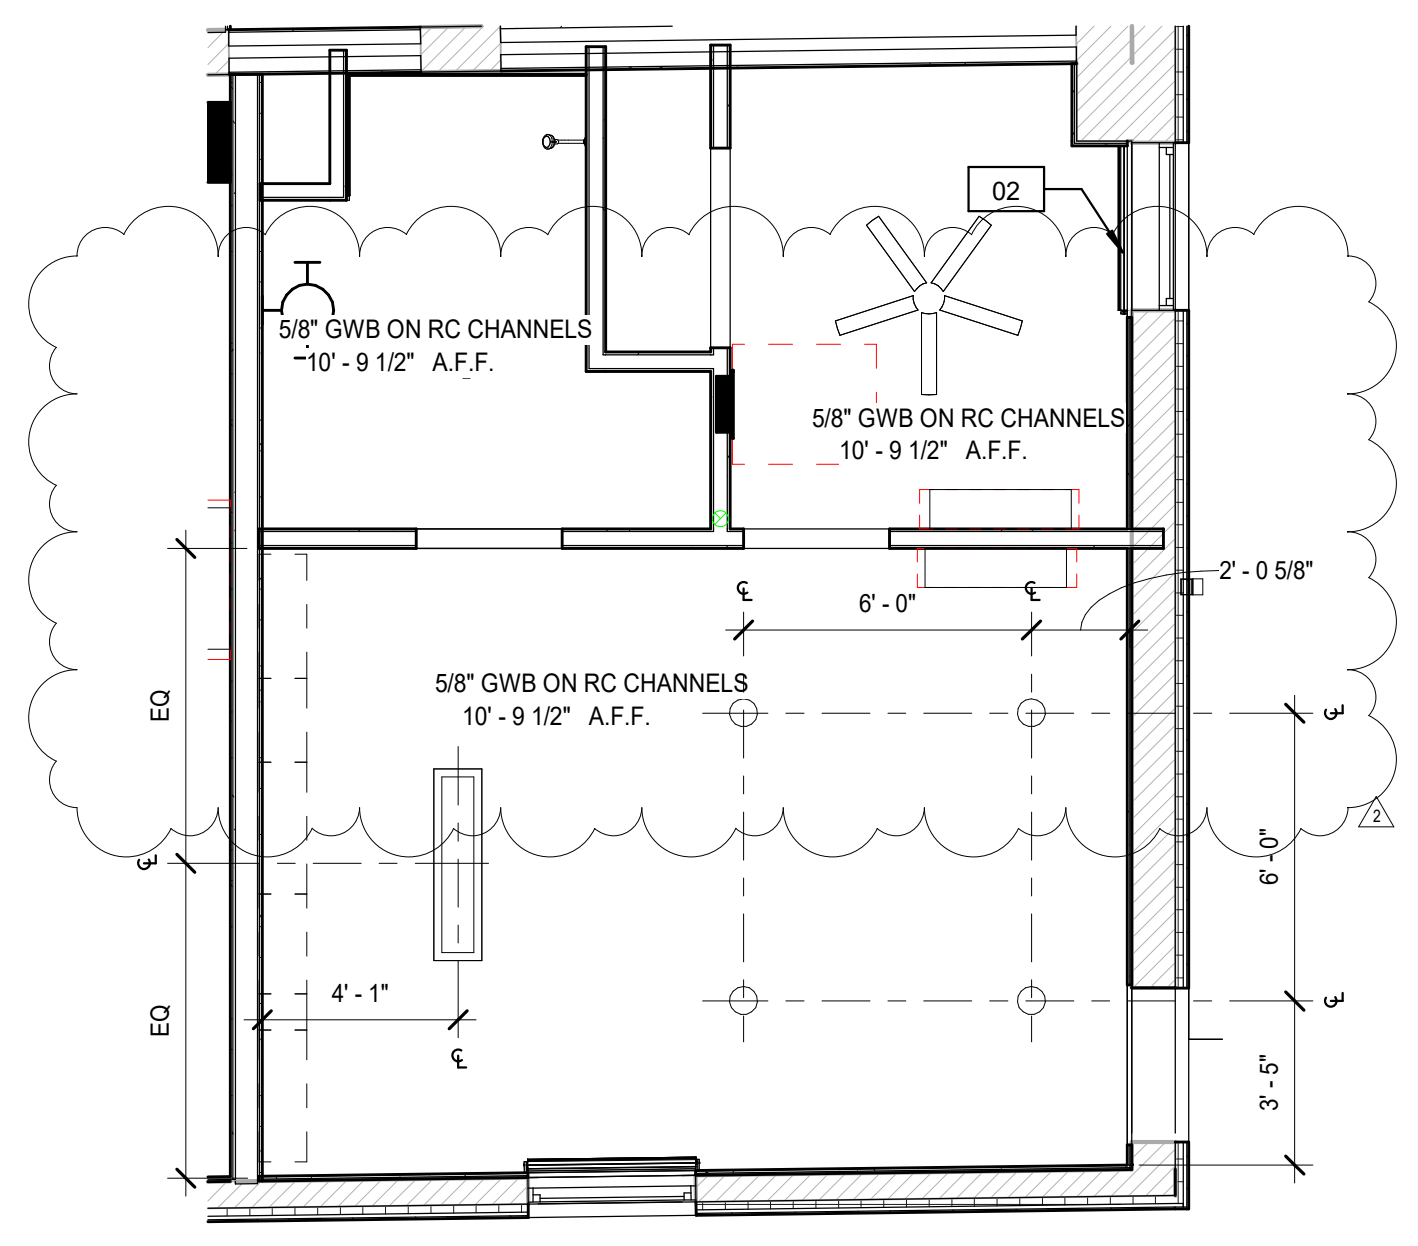 02
5/8" GWB ON RC CHANNELS
10' - 9 1/2" A.F.F.
5/8" GWB ON RC CHANNELS
10' - 9 1/2" A.F.F.
2' - 0 5/8"
℄
℄
6' - 0"
5/8" GWB ON RC CHANNELS
10' - 9 1/2" A.F.F.
EQ
℄
2
6' - 0"
℄
4' - 1"
℄
EQ
℄
3' - 5"